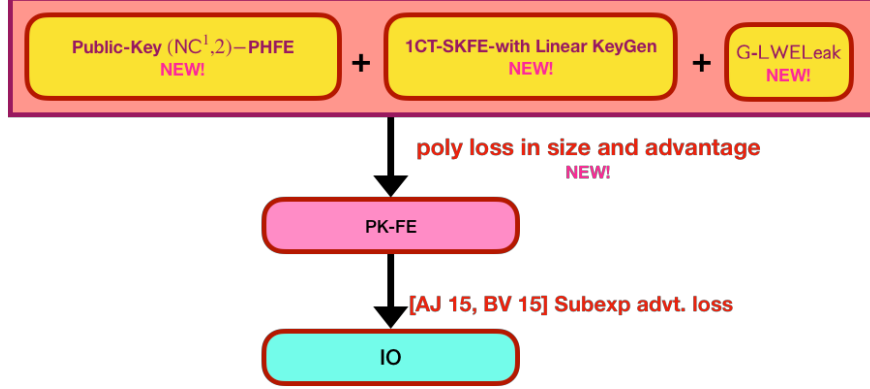 Public-Key (NC¹,2)−PHFE
NEW!
+
1CT-SKFE-with Linear KeyGen
NEW!
+
G-LWELeak
NEW!
poly loss in size and advantage
NEW!
PK-FE
[AJ 15, BV 15] Subexp advt. loss
IO